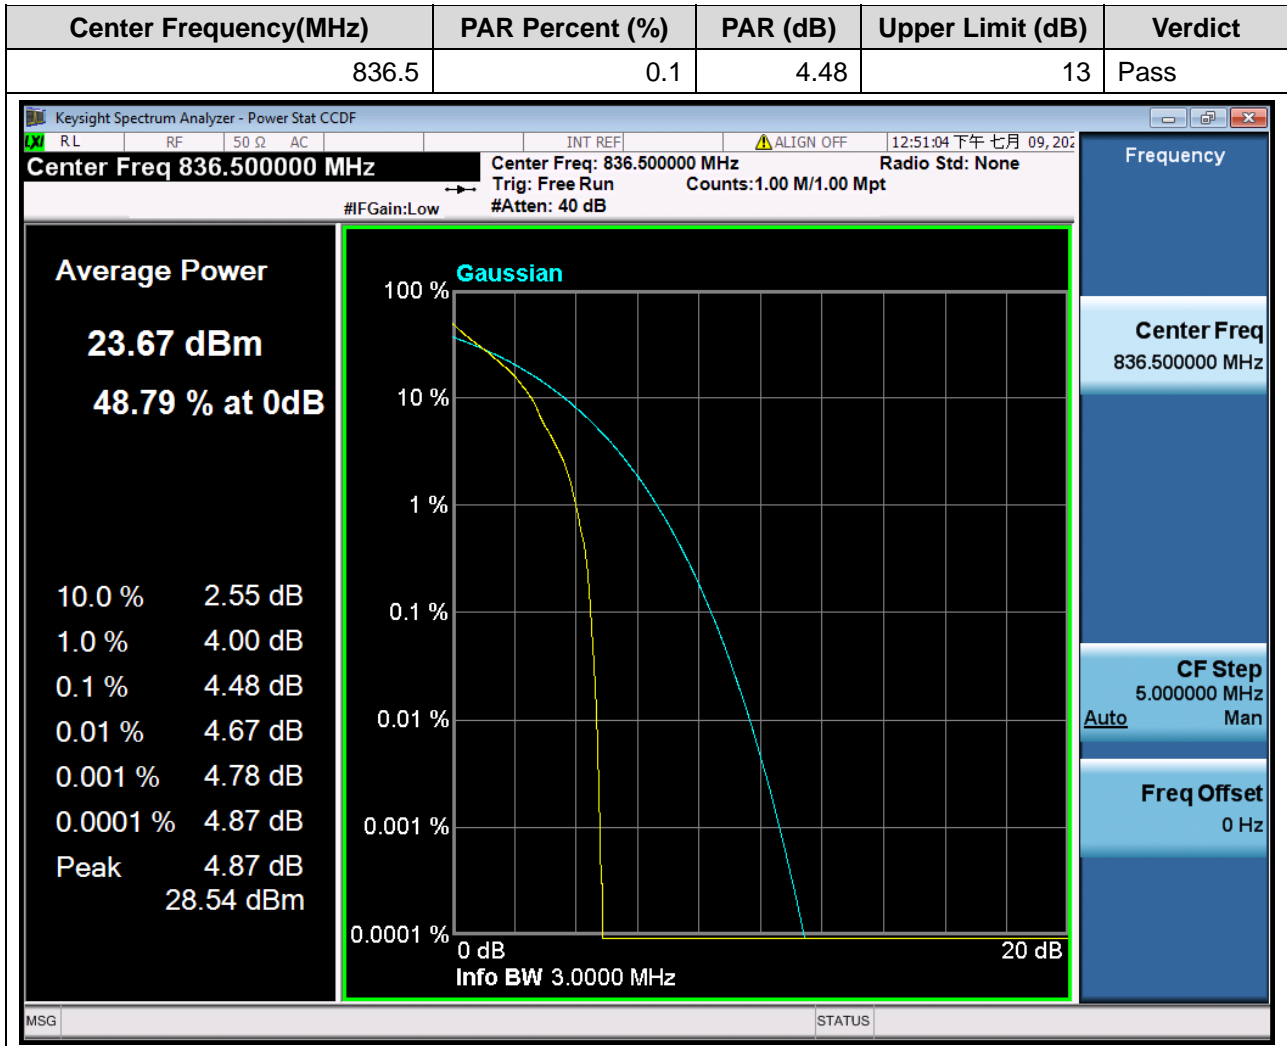 Center Frequency(MHz) PAR Percent (%) PAR (dB) Upper Limit (dB) Verdict
836.5 0.1 4.48 13 Pass
Keysight Spectrum Analyzer - Power Stat CCDF
LXI RL RF 50 Ω AC INT REF ALIGN OFF 12:51:04 下午 七月 09, 202
Center Freq 836.500000 MHz
Center Freq: 836.500000 MHz Radio Std: None
Trig: Free Run Counts:1.00 M/1.00 Mpt
#IFGain:Low #Atten: 40 dB
Frequency
Average Power
23.67 dBm
48.79 % at 0dB
10.0 % 2.55 dB
1.0 % 4.00 dB
0.1 % 4.48 dB
0.01 % 4.67 dB
0.001 % 4.78 dB
0.0001 % 4.87 dB
Peak 4.87 dB
28.54 dBm
Gaussian
100 %
10 %
1 %
0.1 %
0.01 %
0.001 %
0.0001 %
0 dB 20 dB
Info BW 3.0000 MHz
Center Freq
836.500000 MHz
CF Step
5.000000 MHz
Auto Man
Freq Offset
0 Hz
MSG STATUS